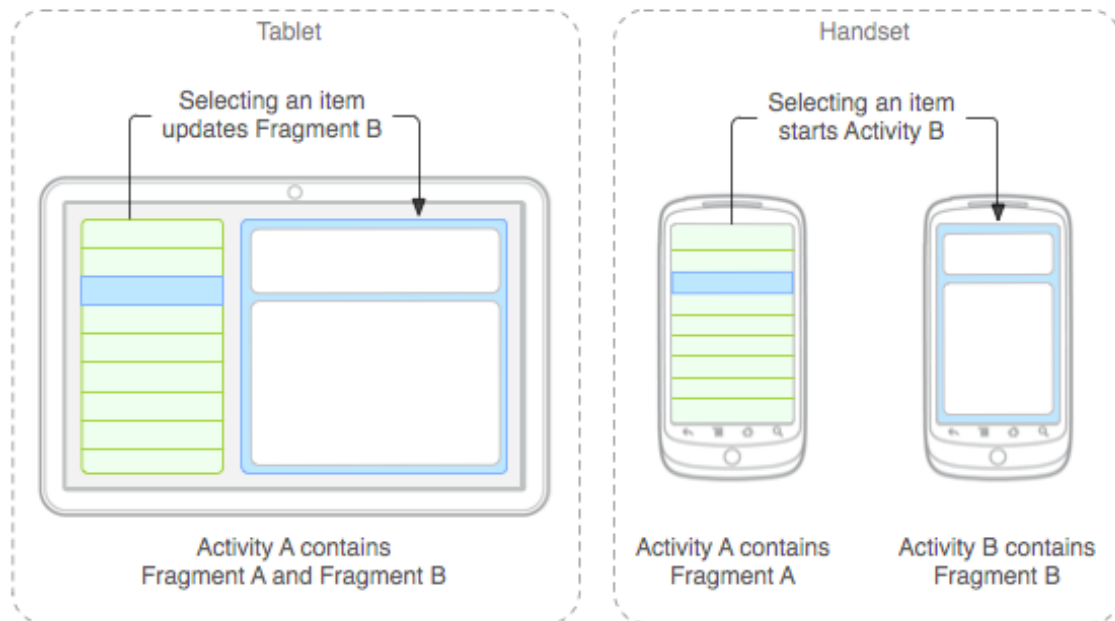 Tablet
Selecting an item
updates Fragment B
Activity A contains
Fragment A and Fragment B
Handset
Selecting an item
starts Activity B
Activity A contains
Fragment A
Activity B contains
Fragment B